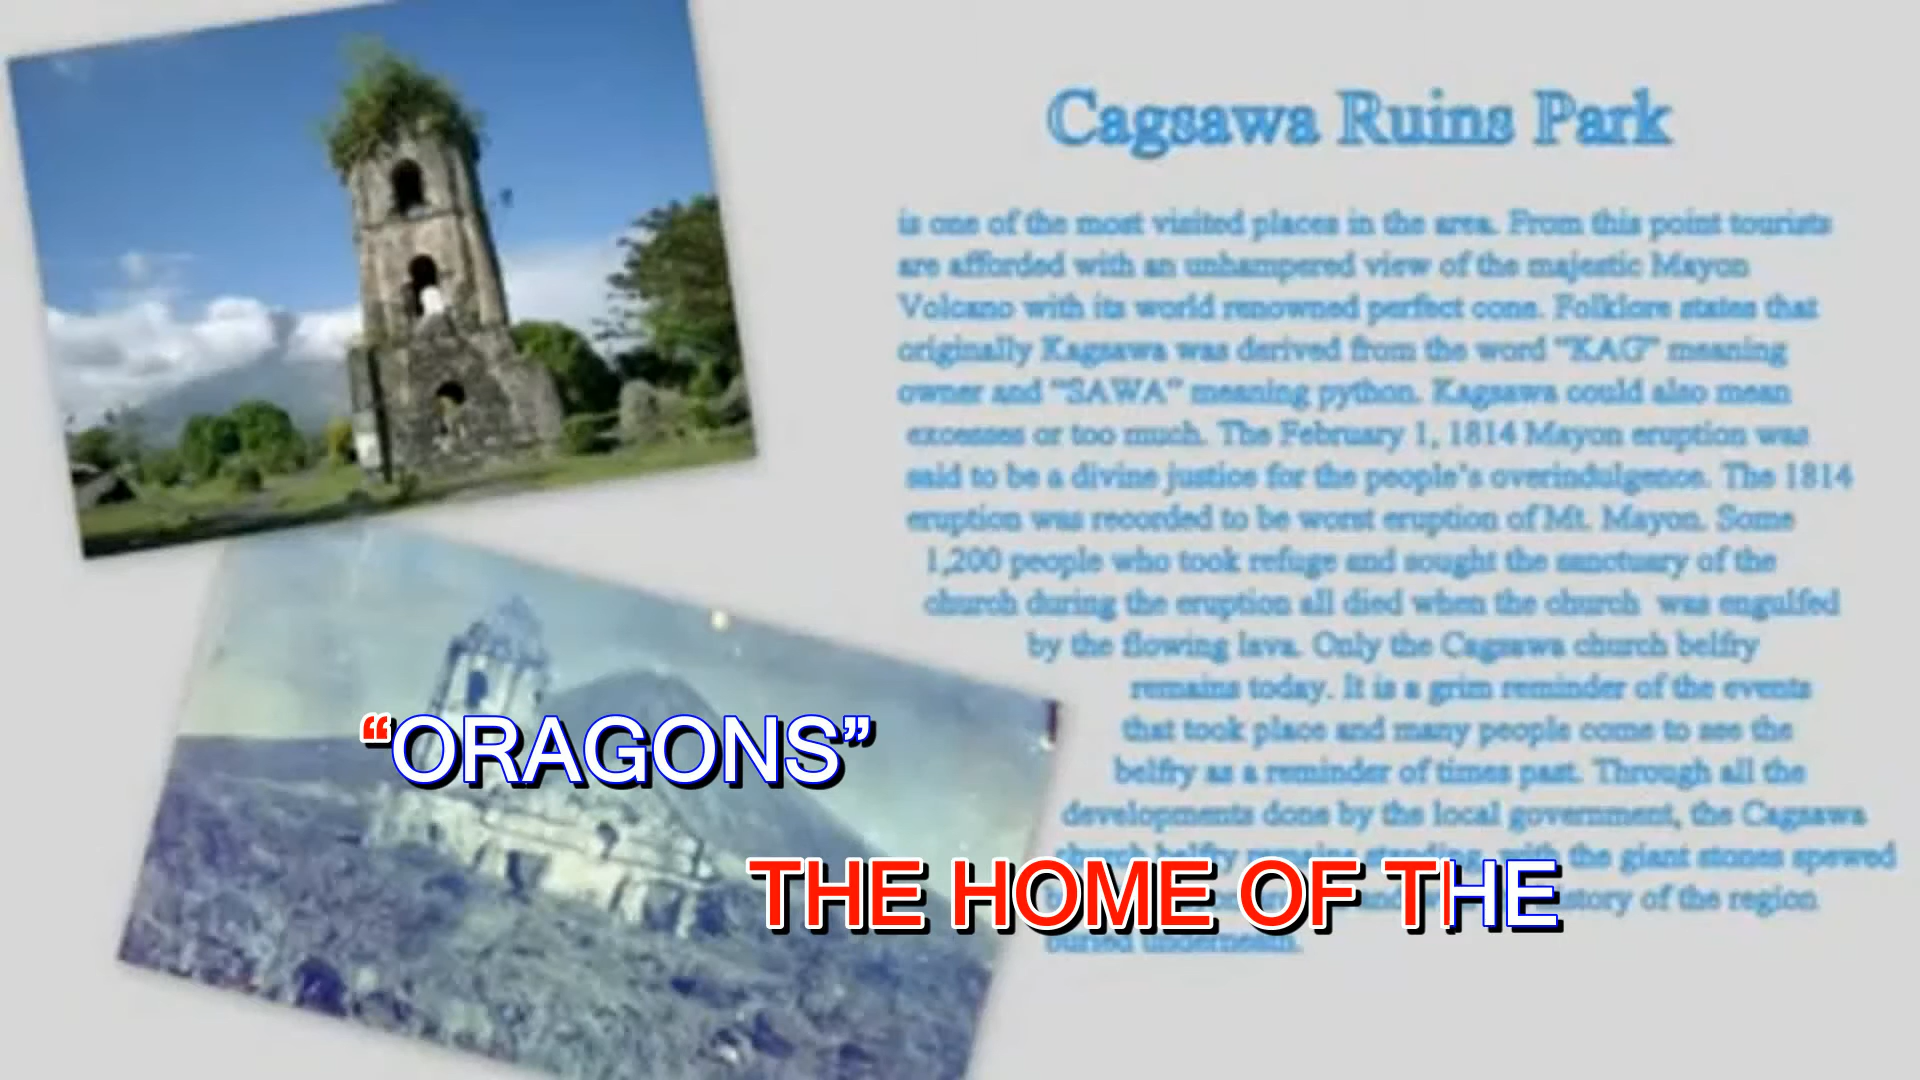 Cagsawa Ruins Park
is one of the most visited places in the area. From this point tourists
are afforded with an unhampered view of the majestic Mayon
Volcano with its world renowned perfect cone. Folklore states that
originally Kagsawa was derived from the word “KAG” meaning
owner and “SAWA” meaning python. Kagsawa could also mean
excesses or too much. The February 1, 1814 Mayon eruption was
said to be a divine justice for the people’s overindulgence. The 1814
eruption was recorded to be worst eruption of Mt. Mayon. Some
1,200 people who took refuge and sought the sanctuary of the
church during the eruption all died when the church was engulfed
by the flowing lava. Only the Cagsawa church belfry
remains today. It is a grim reminder of the events
that took place and many people come to see the
belfry as a reminder of times past. Through all the
developments done by the local government, the Cagsawa
church belfry remains standing, with the giant stones spewed
of the region
buried underneath.
“ORAGONS”
THE HOME OF THE